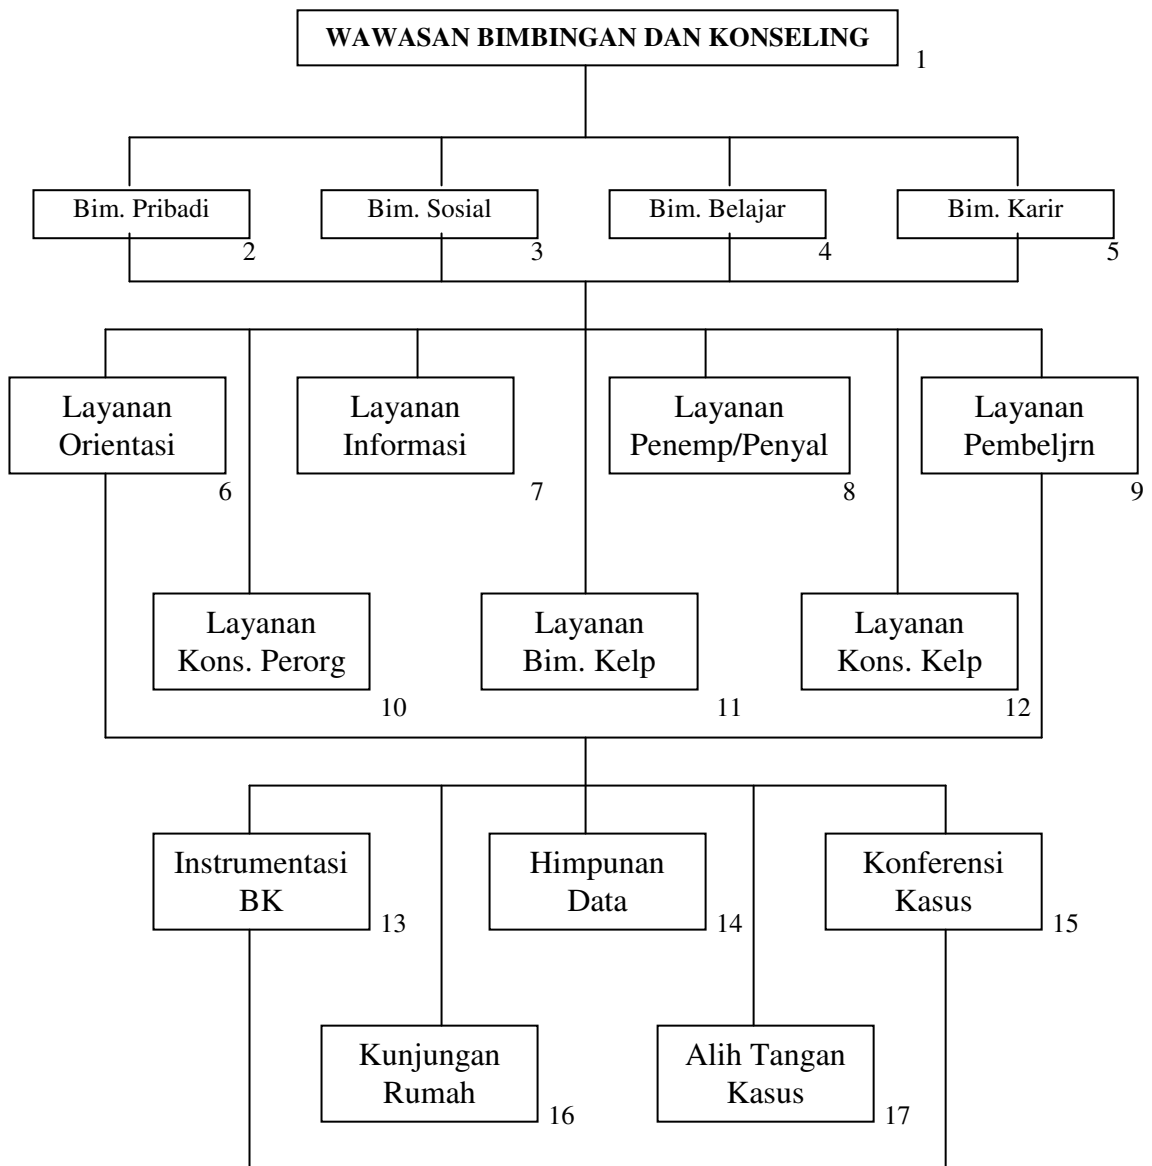 WAWASAN BIMBINGAN DAN KONSELING
1
Bim. Pribadi
2
Bim. Sosial
3
Bim. Belajar
4
Bim. Karir
5
Layanan
Orientasi
6
Layanan
Informasi
7
Layanan
Penemp/Penyal
8
Layanan
Pembeljrn
9
Layanan
Kons. Perorg
10
Layanan
Bim. Kelp
11
Layanan
Kons. Kelp
12
Instrumentasi
BK
13
Himpunan
Data
14
Konferensi
Kasus
15
Kunjungan
Rumah
16
Alih Tangan
Kasus
17